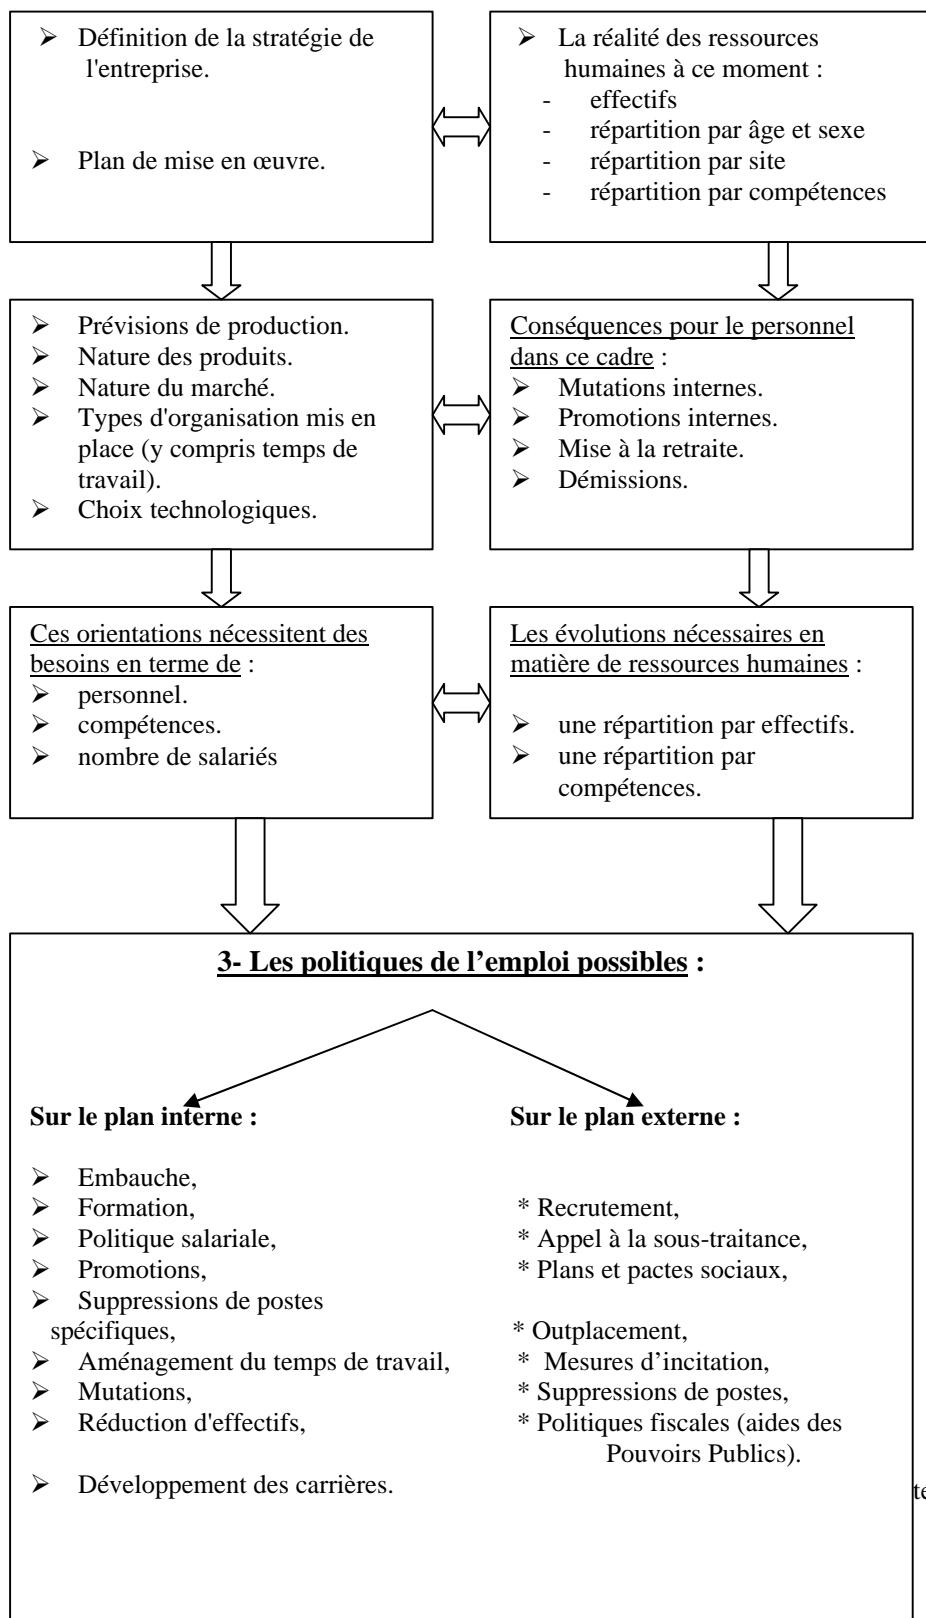 ➢ Définition de la stratégie de
l'entreprise.
➢ Plan de mise en œuvre.
➢ La réalité des ressources
humaines à ce moment :
- effectifs
- répartition par âge et sexe
- répartition par site
- répartition par compétences
➢ Prévisions de production.
➢ Nature des produits.
➢ Nature du marché.
➢ Types d'organisation mis en
place (y compris temps de
travail).
➢ Choix technologiques.
Conséquences pour le personnel
dans ce cadre :
➢ Mutations internes.
➢ Promotions internes.
➢ Mise à la retraite.
➢ Démissions.
Ces orientations nécessitent des
besoins en terme de :
➢ personnel.
➢ compétences.
➢ nombre de salariés
Les évolutions nécessaires en
matière de ressources humaines :
➢ une répartition par effectifs.
➢ une répartition par
compétences.
3- Les politiques de l’emploi possibles :
Sur le plan interne :
➢ Embauche,
➢ Formation,
➢ Politique salariale,
➢ Promotions,
➢ Suppressions de postes
spécifiques,
➢ Aménagement du temps de travail,
➢ Mutations,
➢ Réduction d'effectifs,
➢ Développement des carrières.
Sur le plan externe :
* Recrutement,
* Appel à la sous-traitance,
* Plans et pactes sociaux,
* Outplacement,
* Mesures d’incitation,
* Suppressions de postes,
* Politiques fiscales (aides des
Pouvoirs Publics).